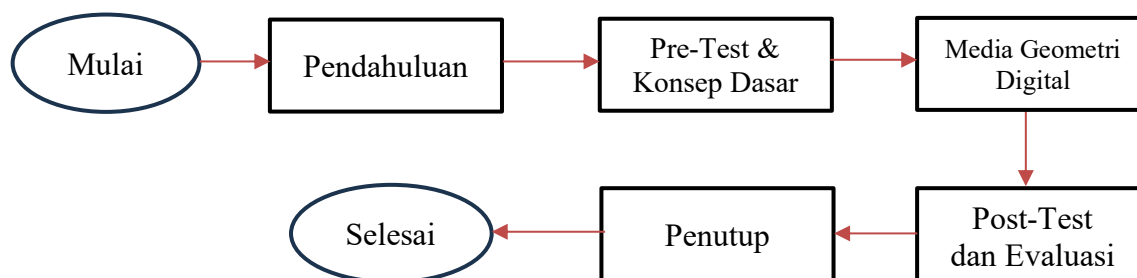 Mulai
Pendahuluan
Pre-Test &
Konsep Dasar
Media Geometri
Digital
Post-Test
dan Evaluasi
Penutup
Selesai